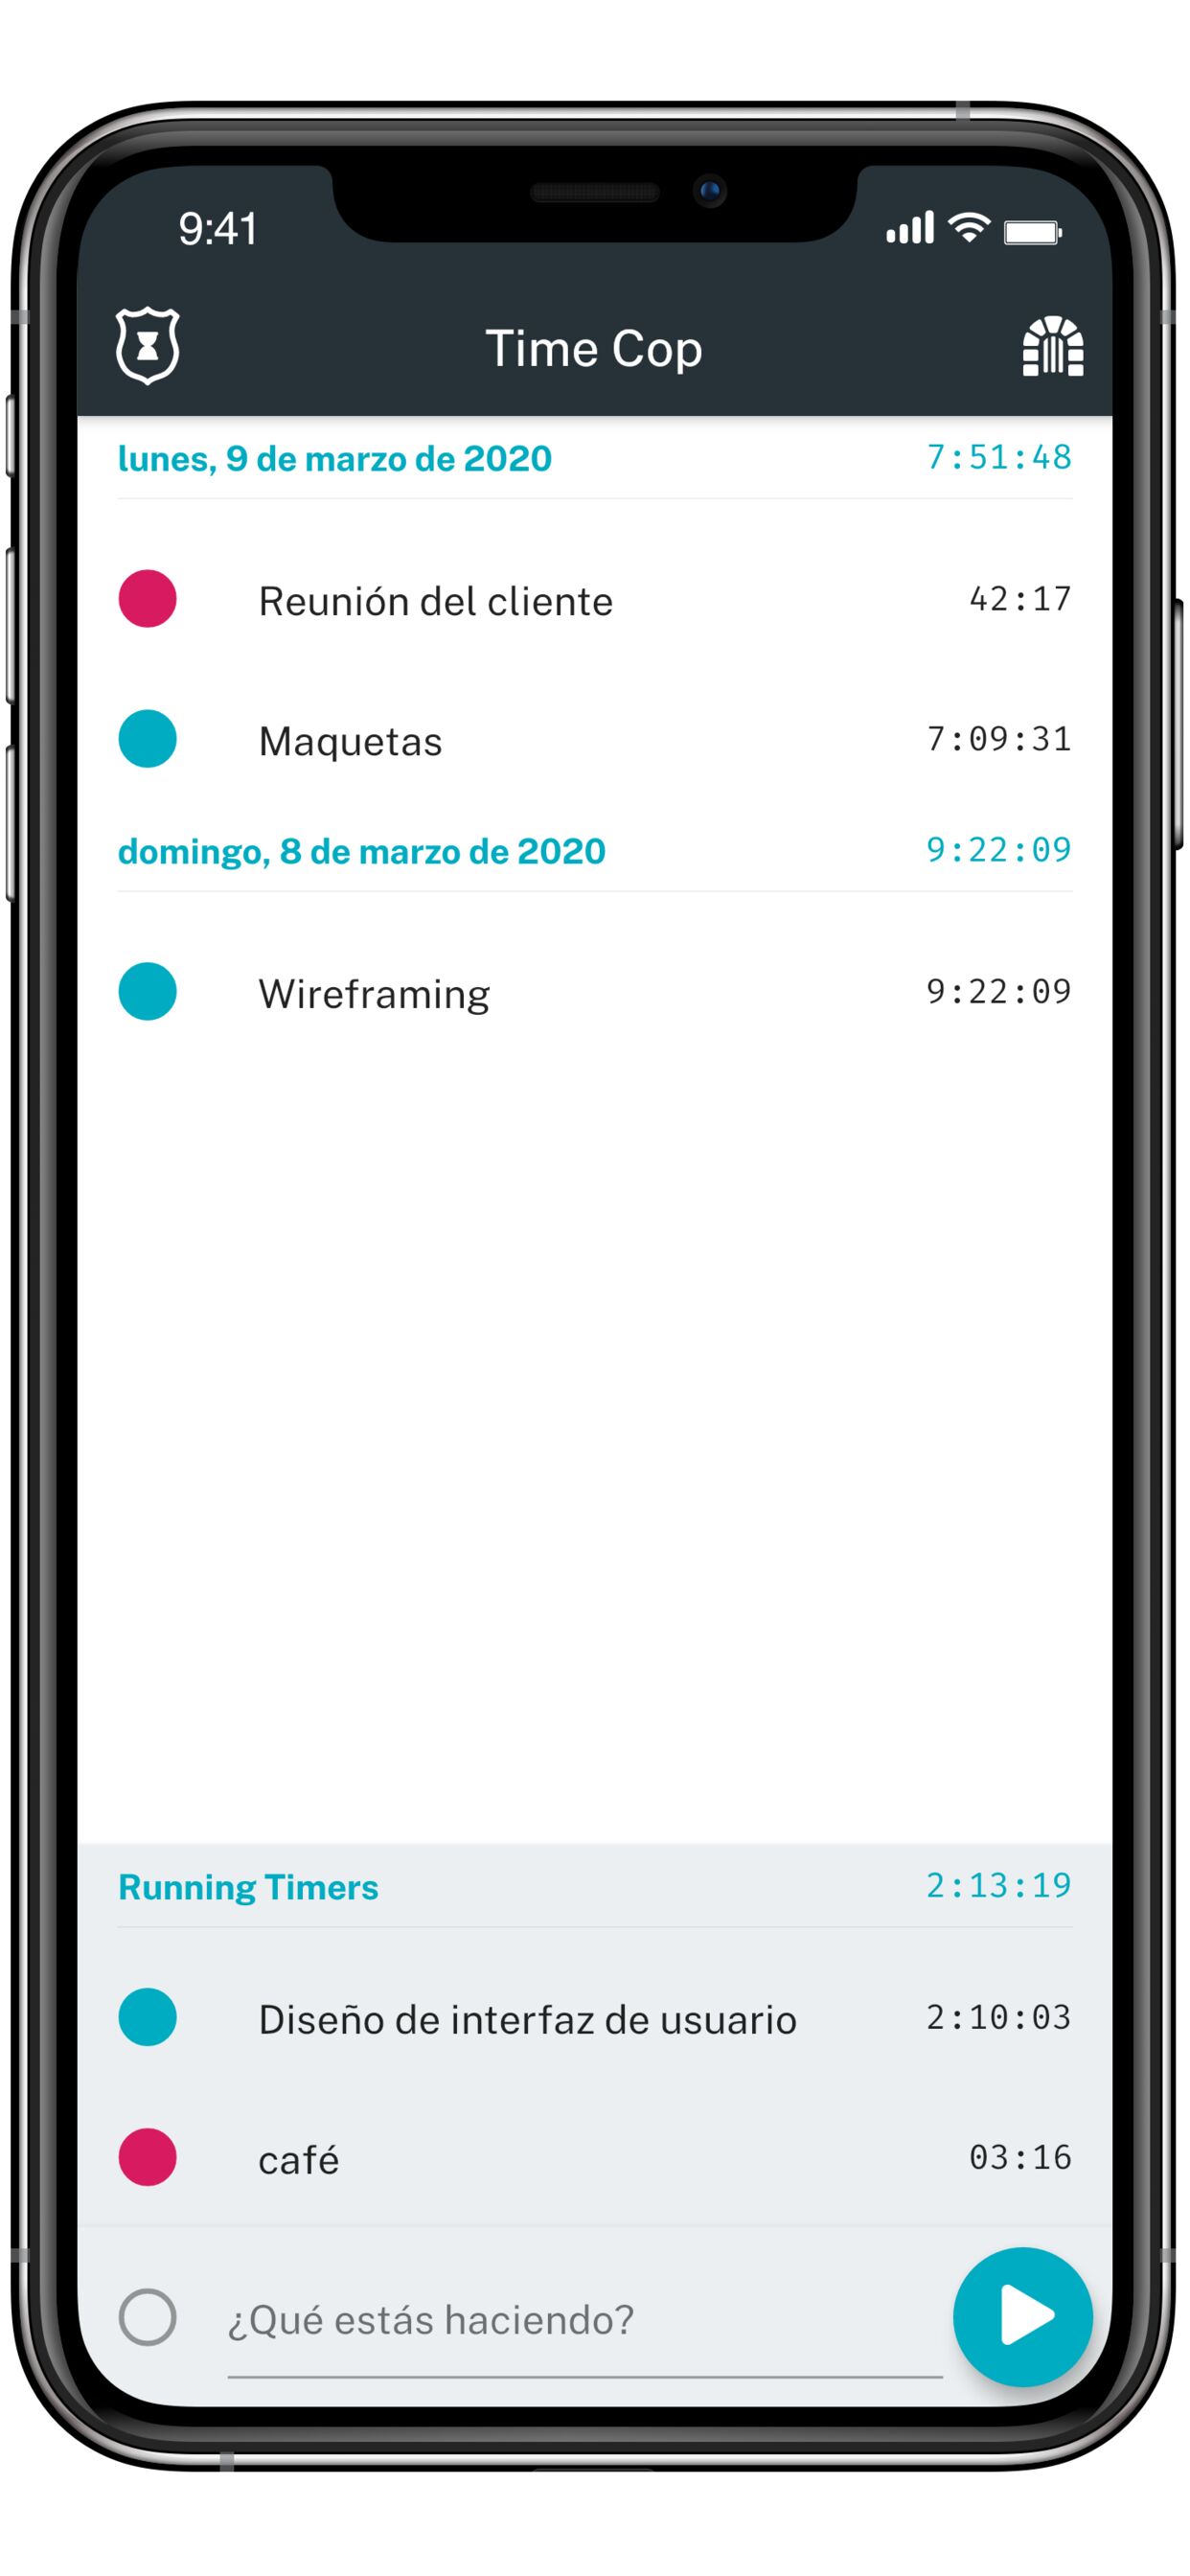 9:41
Time Cop
lunes, 9 de marzo de 2020 7:51:48
Reunión del cliente 42:17
Maquetas 7:09:31
domingo, 8 de marzo de 2020 9:22:09
Wireframing 9:22:09
Running Timers 2:13:19
Diseño de interfaz de usuario 2:10:03
café 03:16
¿Qué estás haciendo?